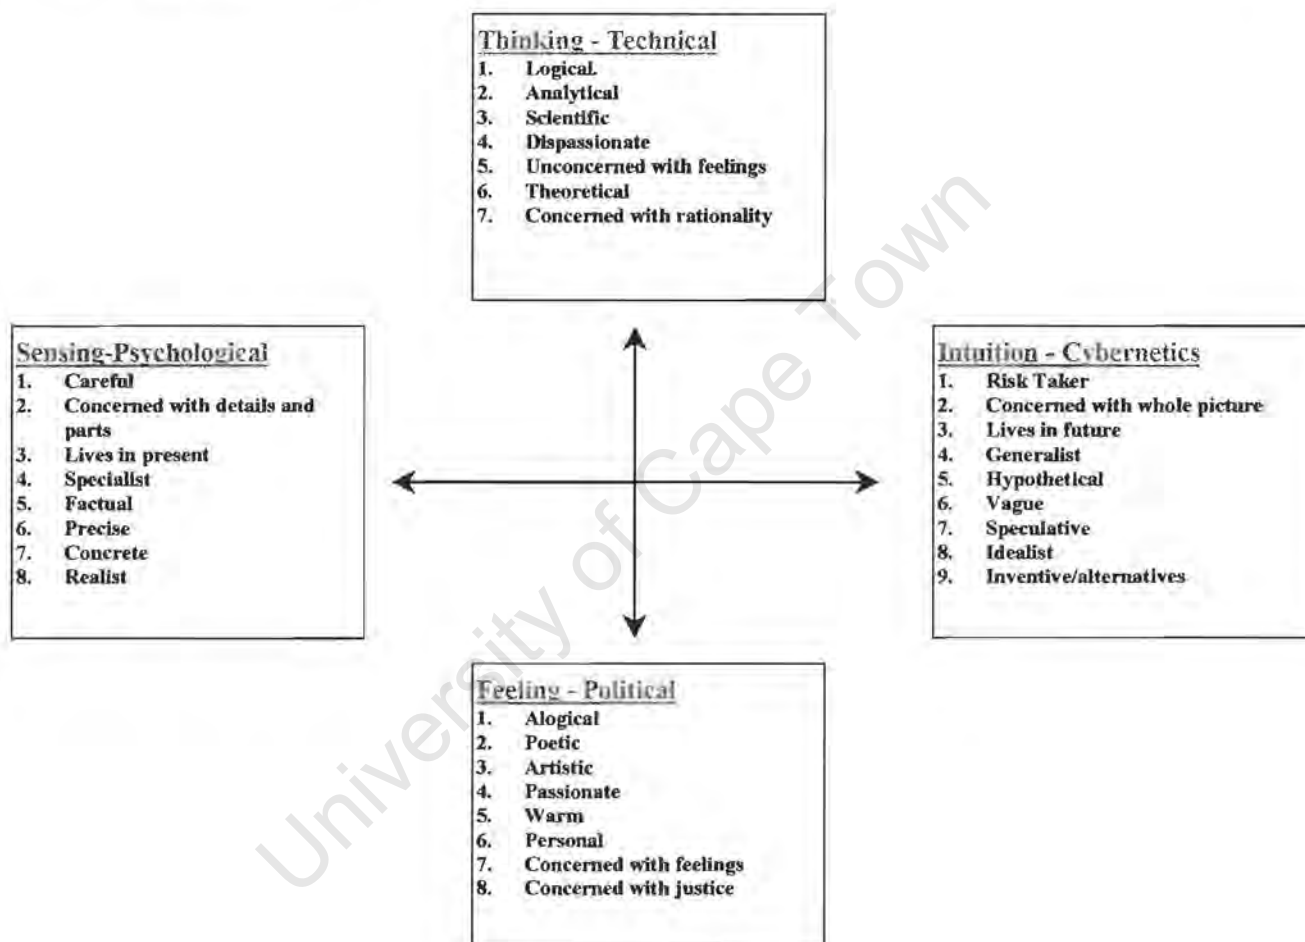 Thinking - Technical
1. Logical.
2. Analytical
3. Scientific
4. Dispassionate
5. Unconcerned with feelings
6. Theoretical
7. Concerned with rationality
Sensing-Psychological
1. Careful
2. Concerned with details and
parts
3. Lives in present
4. Specialist
5. Factual
6. Precise
7. Concrete
8. Realist
Intuition - Cybernetics
1. Risk Taker
2. Concerned with whole picture
3. Lives in future
4. Generalist
5. Hypothetical
6. Vague
7. Speculative
8. Idealist
9. Inventive/alternatives
Feeling - Political
1. Alogical
2. Poetic
3. Artistic
4. Passionate
5. Warm
6. Personal
7. Concerned with feelings
8. Concerned with justice
University of Cape Town